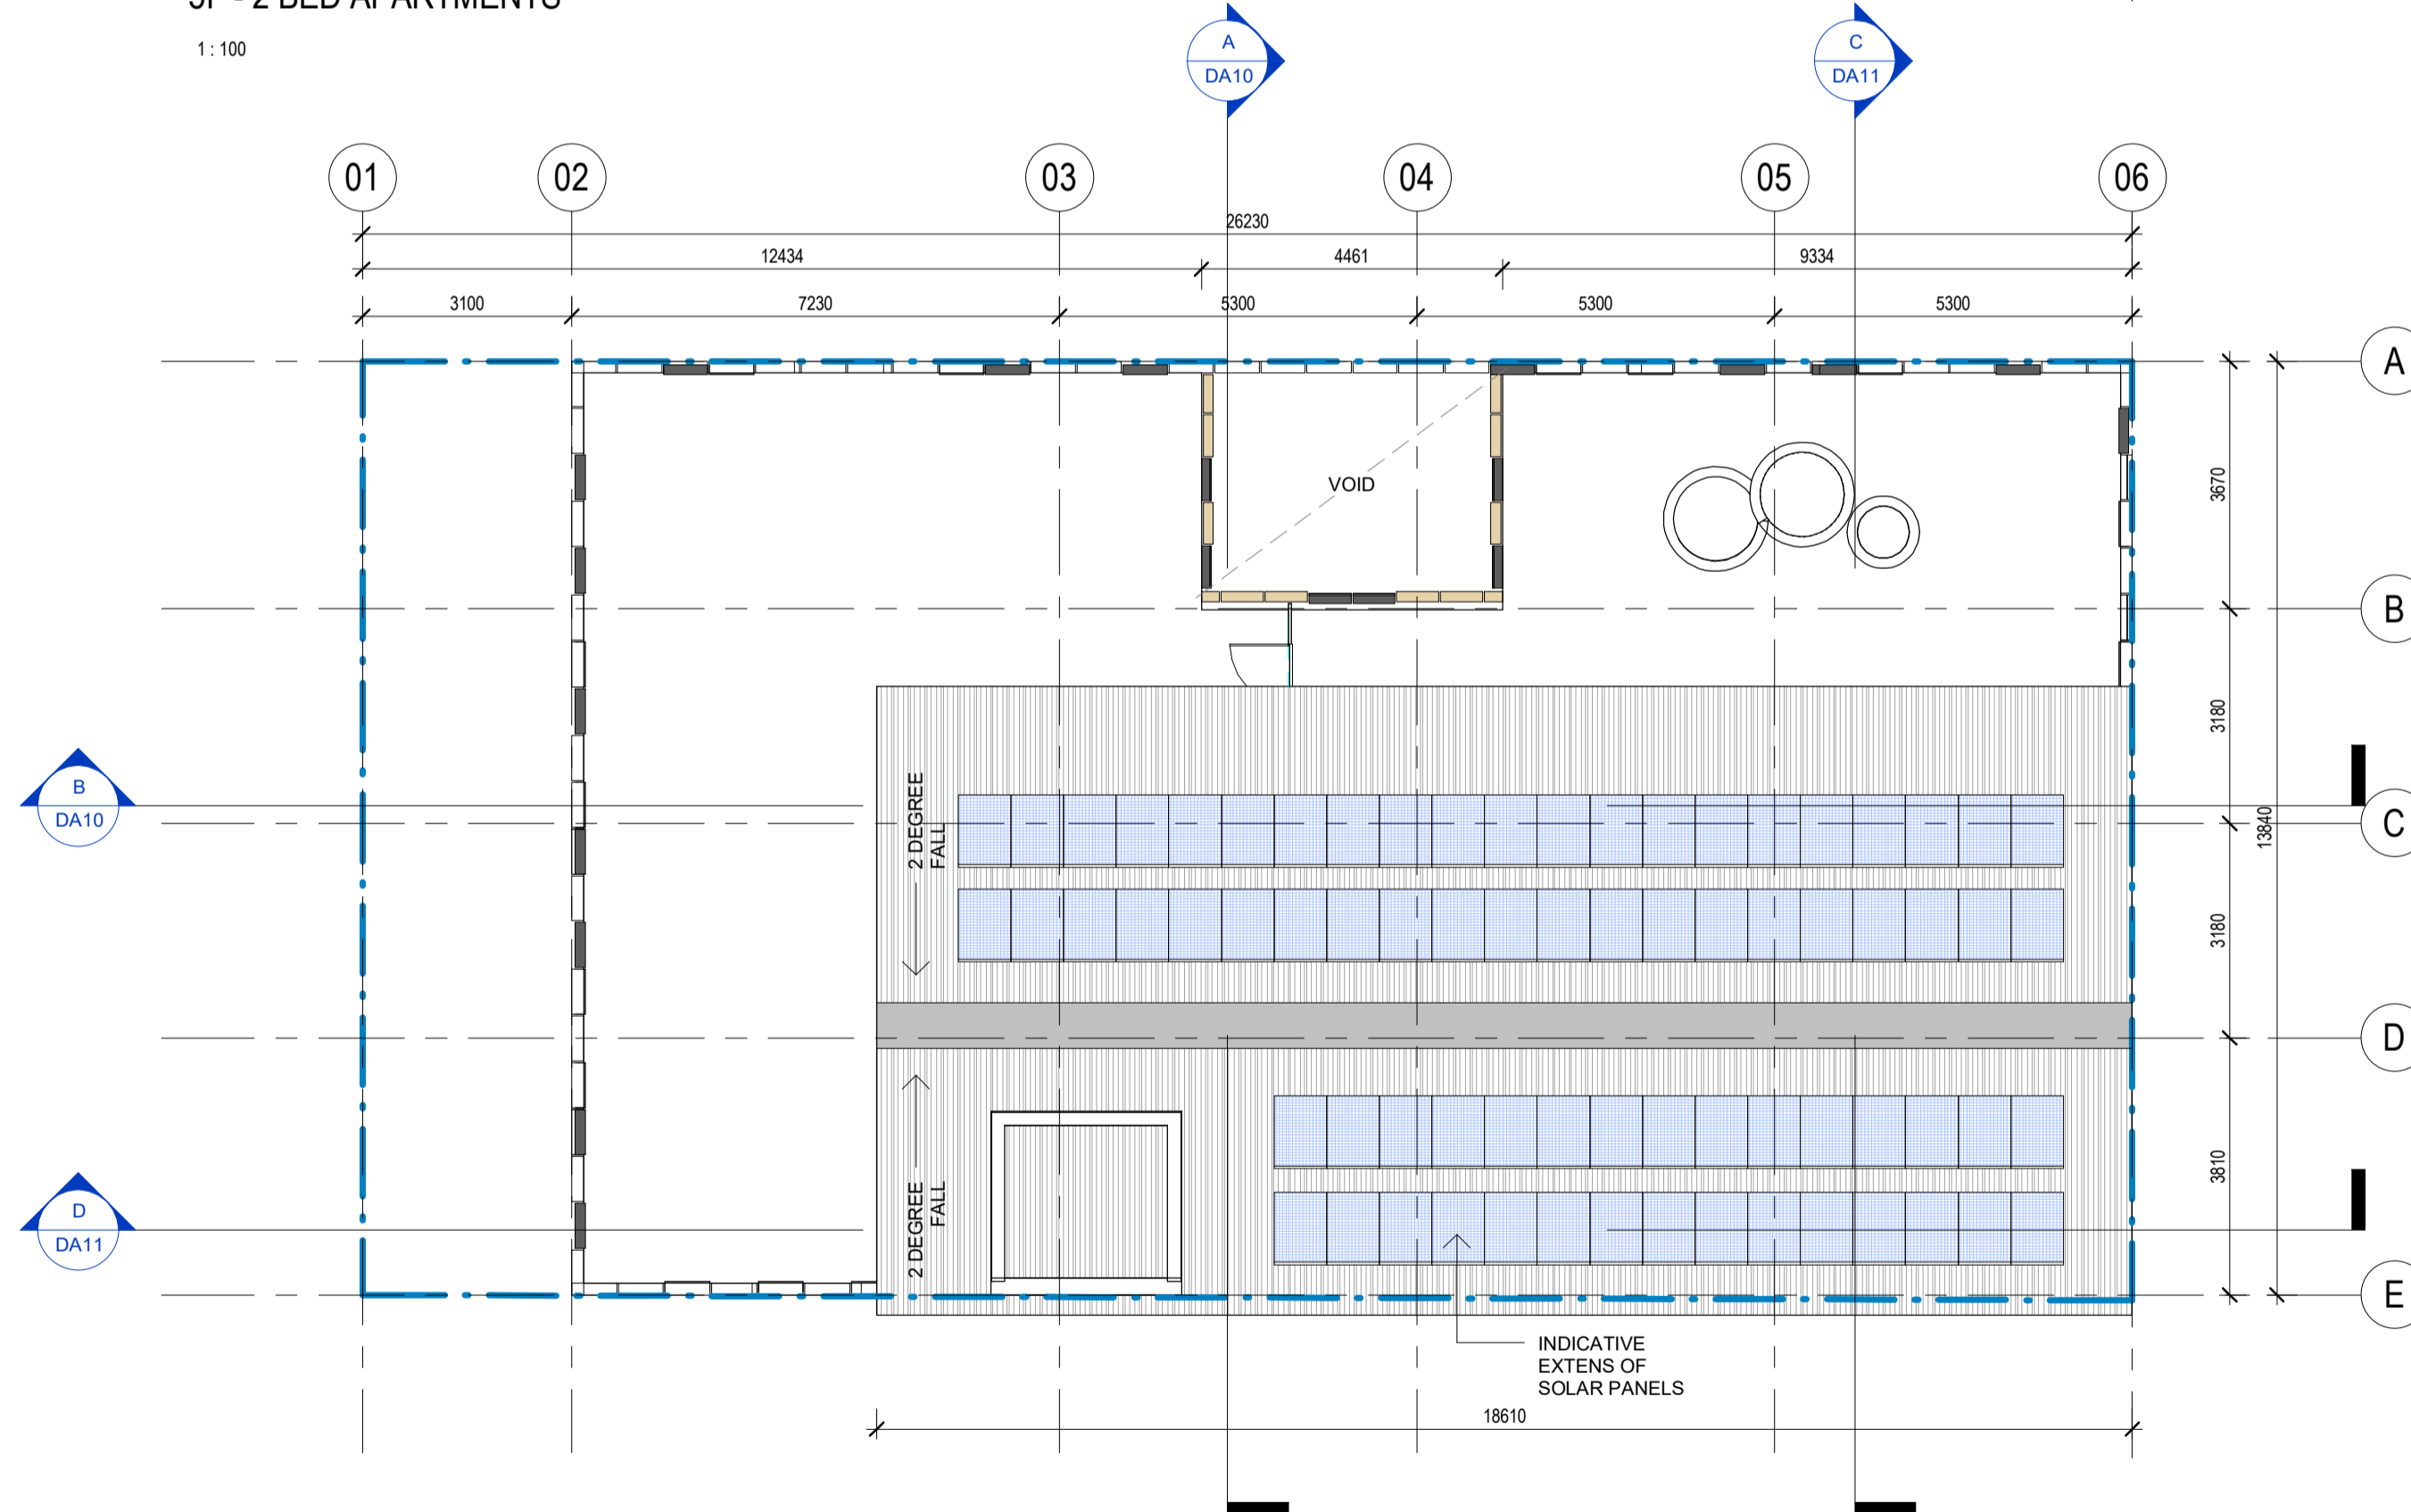 1 : 100
A
DA10
C
DA11
01
02
03
04
05
06
26230
12434
4461
9334
3100
7230
5300
5300
5300
A
3670
VOID
B
3180
B
DA10
2 DEGREE
FALL
C
13840
3180
D
D
DA11
2 DEGREE
FALL
3810
E
INDICATIVE
EXTENS OF
SOLAR PANELS
18610